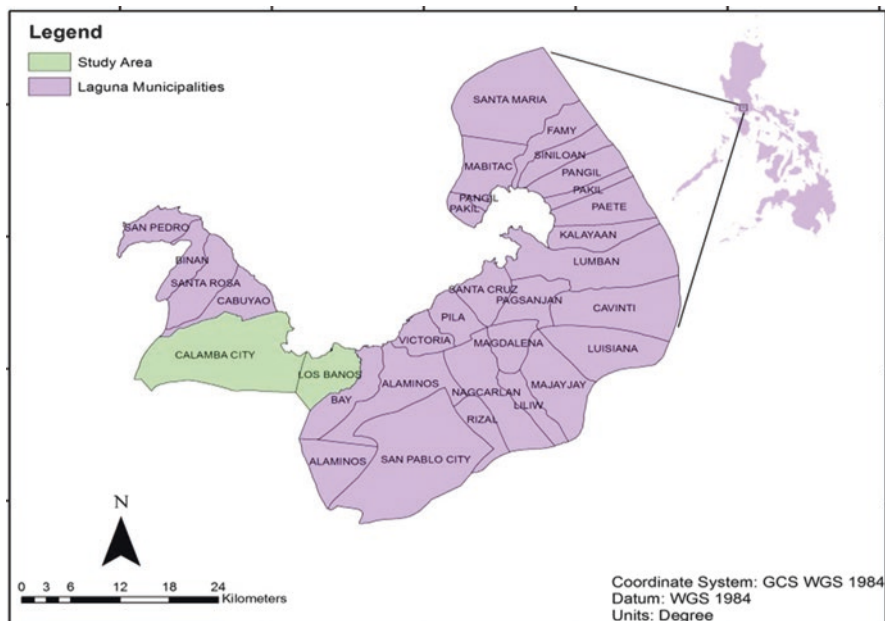 Legend
Study Area
Laguna Municipalities
SANTA MARIA
FAMY
SINILOAN
MABITAC
PANGIL
PAKIL
PANGIL
PAKIL
PAETE
KALAYAAN
LUMBAN
SAN PEDRO
BINAN
SANTA ROSA
CABUYAO
SANTA CRUZ
PAGSANJAN
CAVINTI
PILA
VICTORIA
MAGDALENA
LUISIANA
CALAMBA CITY
LOS BANOS
BAY
ALAMINOS
NAGCARLAN
MAJAYJAY
LILIW
RIZAL
ALAMINOS
SAN PABLO CITY
N
0 3 6 12 18 24
Kilometers
Coordinate System: GCS WGS 1984
Datum: WGS 1984
Units: Degree